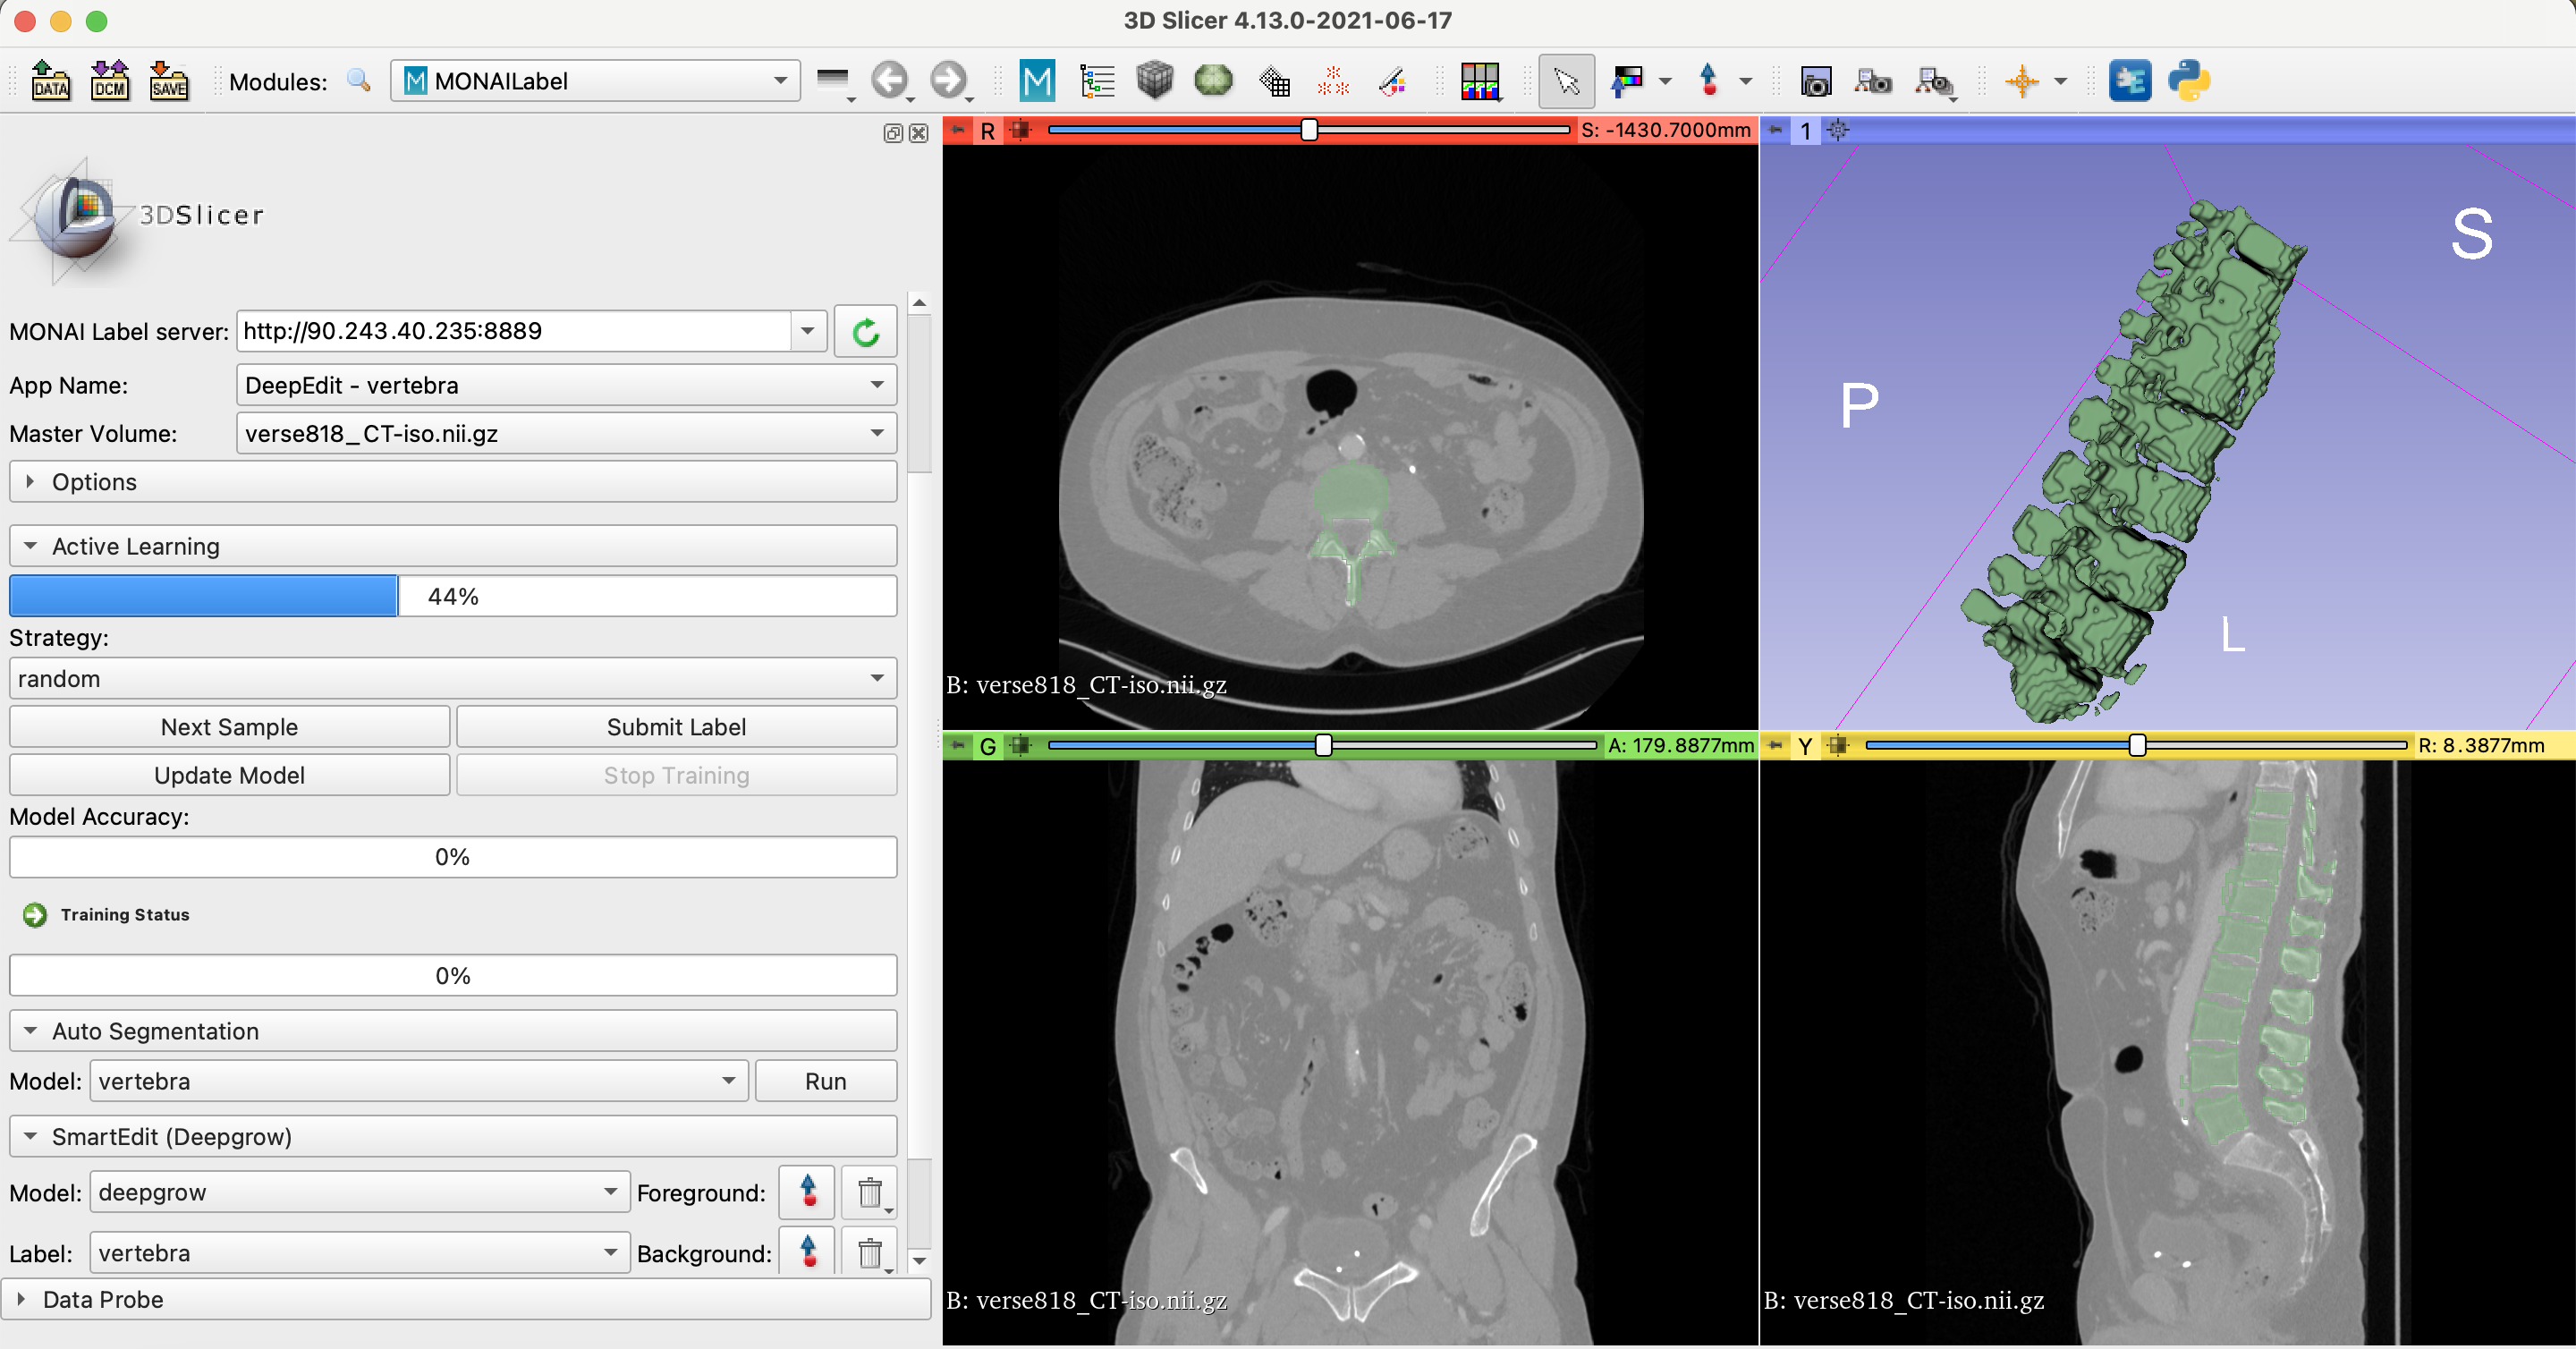 3D Slicer 4.13.0-2021-06-17
DATA
DCM
SAVE
Modules:
M MONAILabel
M
3DSlicer
MONAI Label server: http://90.243.40.235:8889
App Name: DeepEdit - vertebra
Master Volume: verse818_CT-iso.nii.gz
Options
Active Learning
44%
Strategy:
random
Next Sample Submit Label
Update Model Stop Training
Model Accuracy:
0%
Training Status
0%
Auto Segmentation
Model: vertebra Run
SmartEdit (Deepgrow)
Model: deepgrow Foreground:
Label: vertebra Background:
Data Probe
R S: -1430.7000mm
B: verse818_CT-iso.nii.gz
1
S
P
L
G A: 179.8877mm
B: verse818_CT-iso.nii.gz
Y R: 8.3877mm
B: verse818_CT-iso.nii.gz